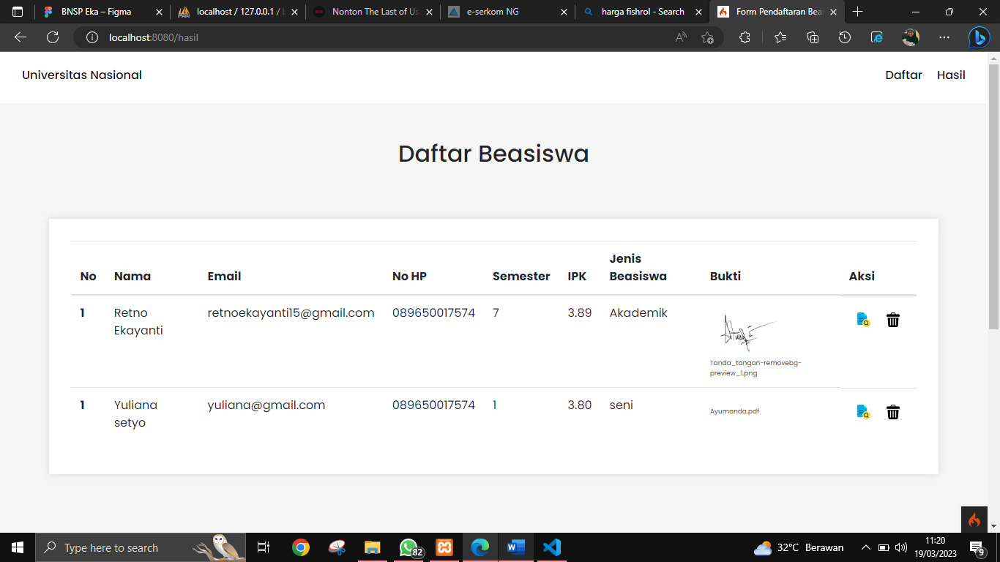 BNSP Eka – Figma
localhost / 127.0.0.1 /
Nonton The Last of Us
e-serkom NG
harga fishrol - Search
Form Pendaftaran Bea
localhost:8080/hasil
Universitas Nasional
Daftar Hasil
Daftar Beasiswa
No Nama Email No HP Semester IPK Jenis Beasiswa Bukti Aksi
1 Retno Ekayanti retnoekayanti15@gmail.com 089650017574 7 3.89 Akademik
Tanda_tangan-removebg-
preview_1.png
1 Yuliana setyo yuliana@gmail.com 089650017574 1 3.80 seni Ayumanda.pdf
Type here to search
82
32°C Berawan
11:20
19/03/2023
9